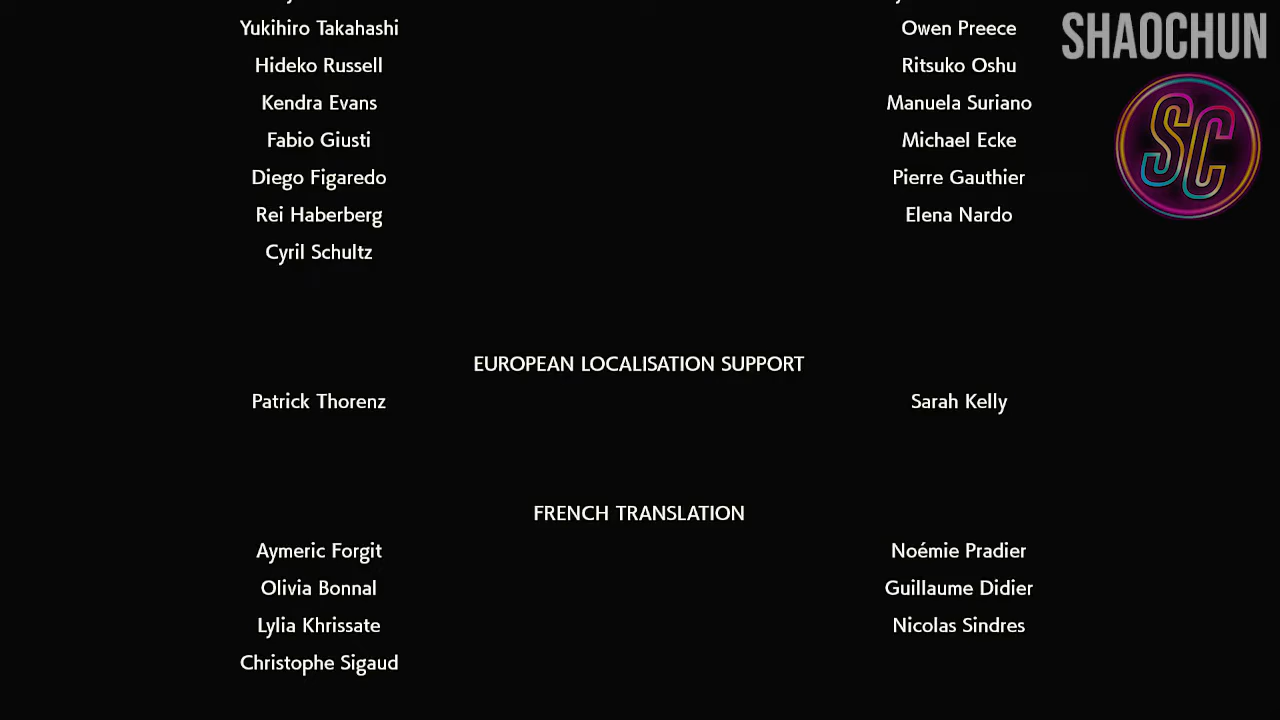 SHAOCHUN
SC
Yukihiro Takahashi Owen Preece
Hideko Russell Ritsuko Oshu
Kendra Evans Manuela Suriano
Fabio Giusti Michael Ecke
Diego Figaredo Pierre Gauthier
Rei Haberberg Elena Nardo
Cyril Schultz
EUROPEAN LOCALISATION SUPPORT
Patrick Thorenz Sarah Kelly
FRENCH TRANSLATION
Aymeric Forgit Noémie Pradier
Olivia Bonnal Guillaume Didier
Lylia Khrissate Nicolas Sindres
Christophe Sigaud